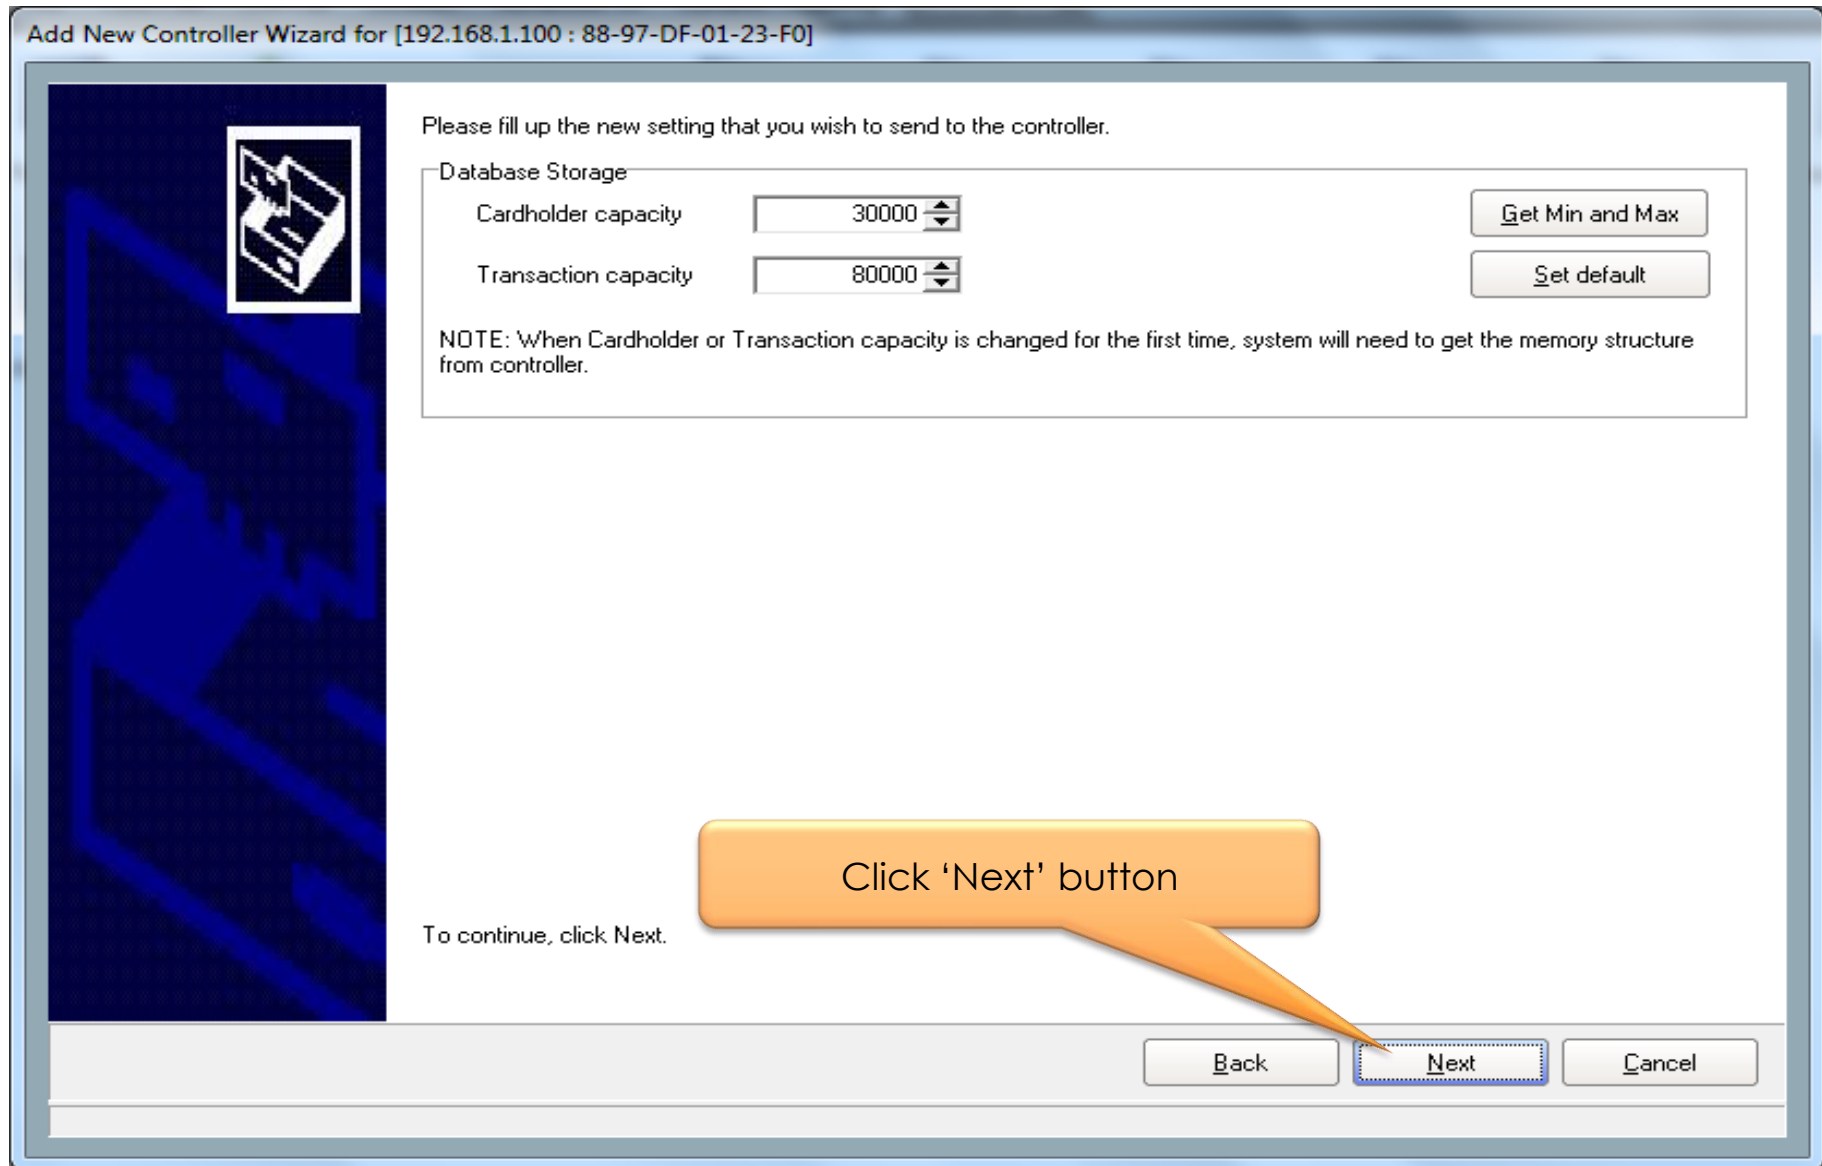 Add New Controller Wizard for [192.168.1.100 : 88-97-DF-01-23-F0]
Please fill up the new setting that you wish to send to the controller.
Database Storage
Cardholder capacity 30000 Get Min and Max
Transaction capacity 80000 Set default
NOTE: When Cardholder or Transaction capacity is changed for the first time, system will need to get the memory structure
from controller.
Click ‘Next’ button
To continue, click Next.
Back Next Cancel